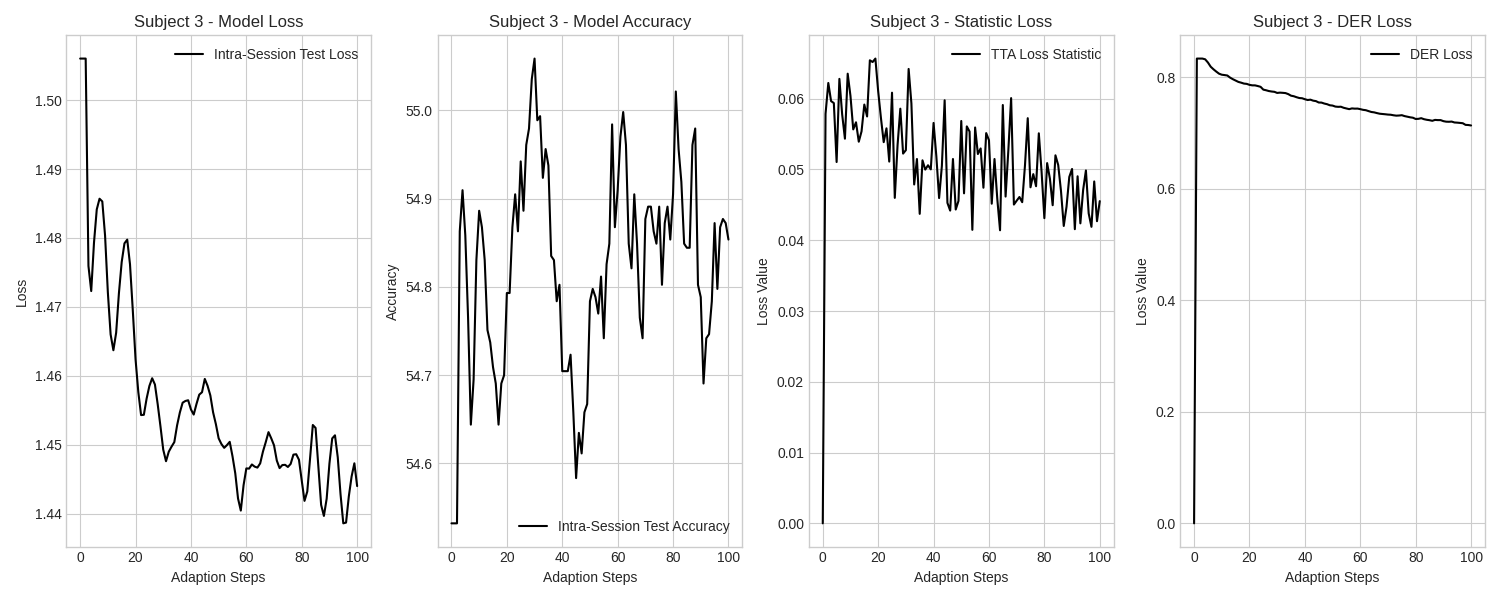 Subject 3 - Model Loss
Intra-Session Test Loss
Loss
1.50
1.49
1.48
1.47
1.46
1.45
1.44
0 20 40 60 80 100
Adaption Steps
Subject 3 - Model Accuracy
Accuracy
55.0
54.9
54.8
54.7
54.6
Intra-Session Test Accuracy
0 20 40 60 80 100
Adaption Steps
Subject 3 - Statistic Loss
TTA Loss Statistic
Loss Value
0.06
0.05
0.04
0.03
0.02
0.01
0.00
0 20 40 60 80 100
Adaption Steps
Subject 3 - DER Loss
DER Loss
Loss Value
0.8
0.6
0.4
0.2
0.0
0 20 40 60 80 100
Adaption Steps